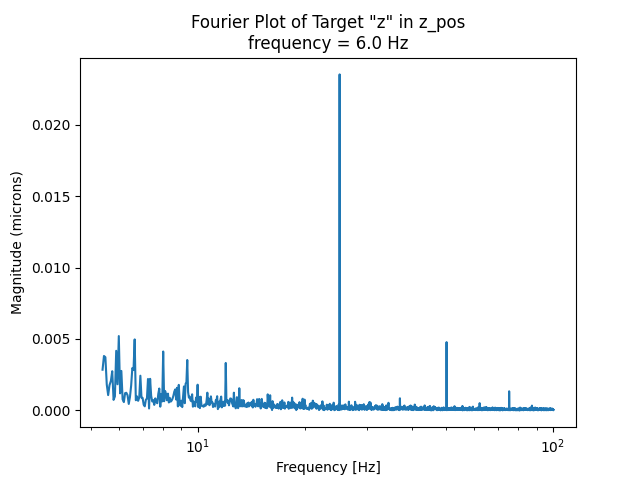 Fourier Plot of Target "z" in z_pos
frequency = 6.0 Hz
0.020
0.015
0.010
0.005
0.000
Magnitude (microns)
10¹
10²
Frequency [Hz]